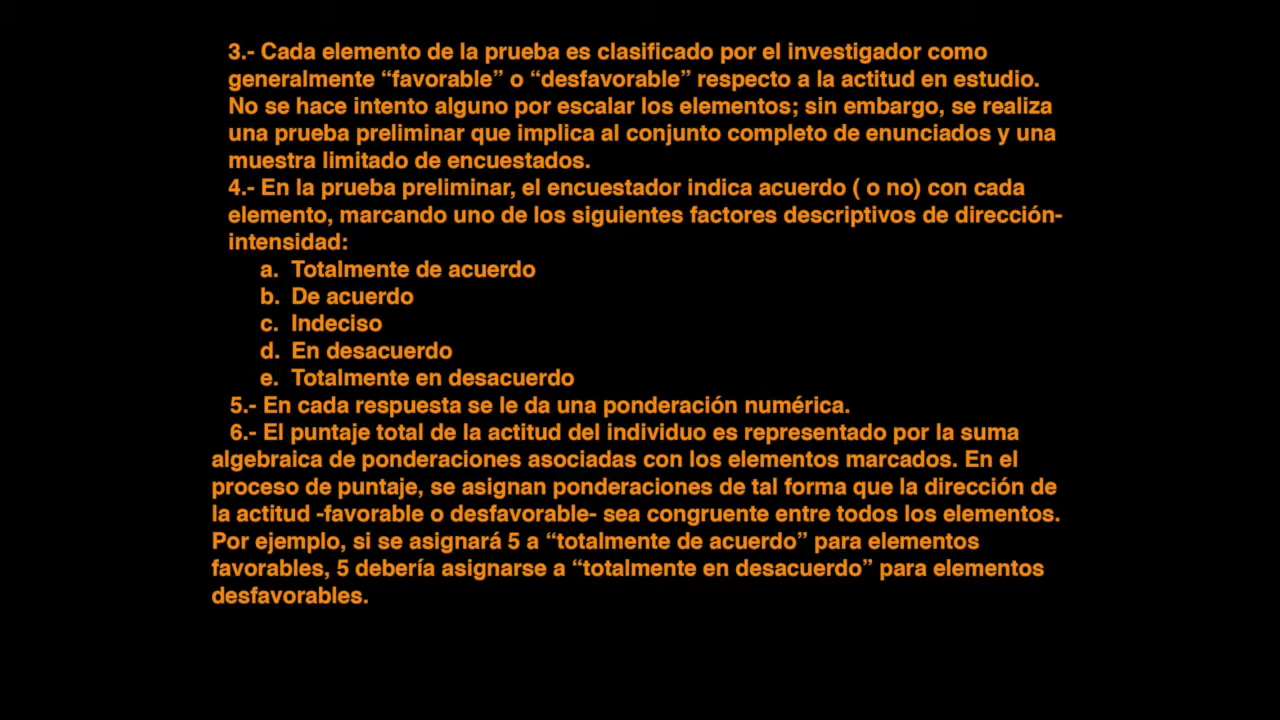 3.- Cada elemento de la prueba es clasificado por el investigador como
generalmente “favorable” o “desfavorable” respecto a la actitud en estudio.
No se hace intento alguno por escalar los elementos; sin embargo, se realiza
una prueba preliminar que implica al conjunto completo de enunciados y una
muestra limitado de encuestados.
4.- En la prueba preliminar, el encuestador indica acuerdo ( o no) con cada
elemento, marcando uno de los siguientes factores descriptivos de dirección-
intensidad:
a. Totalmente de acuerdo
b. De acuerdo
c. Indeciso
d. En desacuerdo
e. Totalmente en desacuerdo
5.- En cada respuesta se le da una ponderación numérica.
6.- El puntaje total de la actitud del individuo es representado por la suma
algebraica de ponderaciones asociadas con los elementos marcados. En el
proceso de puntaje, se asignan ponderaciones de tal forma que la dirección de
la actitud -favorable o desfavorable- sea congruente entre todos los elementos.
Por ejemplo, si se asignará 5 a “totalmente de acuerdo” para elementos
favorables, 5 debería asignarse a “totalmente en desacuerdo” para elementos
desfavorables.